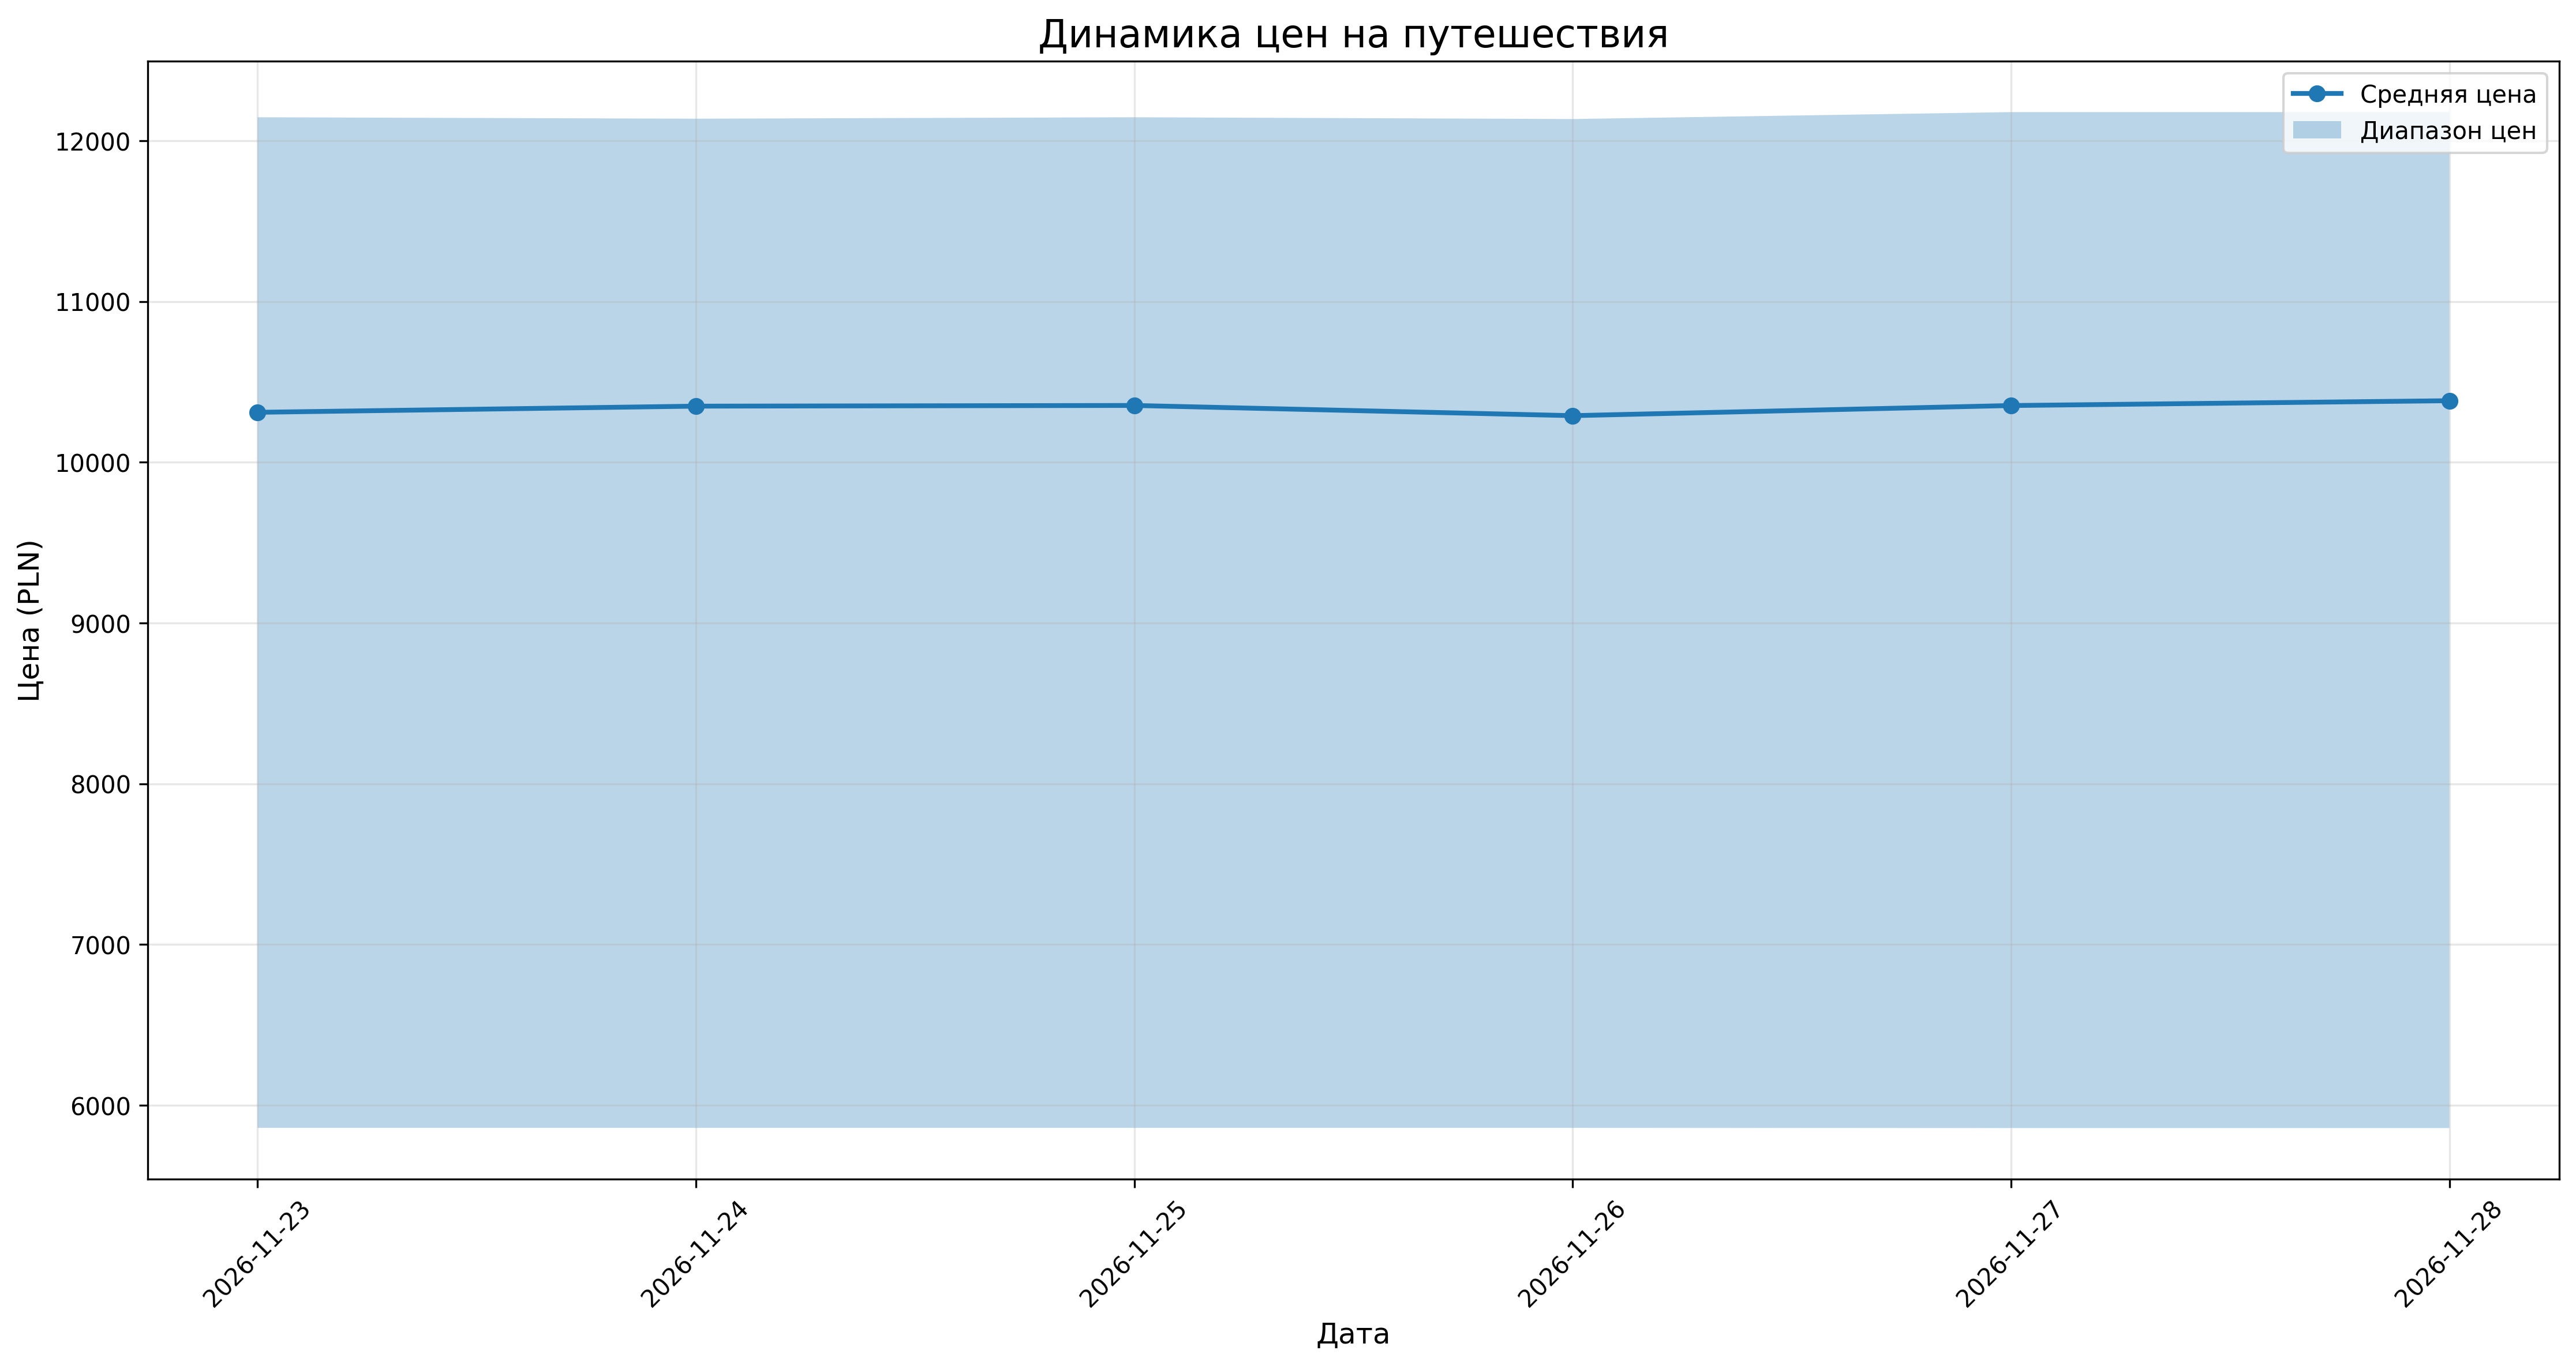 Динамика цен на путешествия
Средняя цена
Диапазон цен
12000
11000
10000
9000
8000
7000
6000
Цена (PLN)
2026-11-23
2026-11-24
2026-11-25
2026-11-26
2026-11-27
2026-11-28
Дата